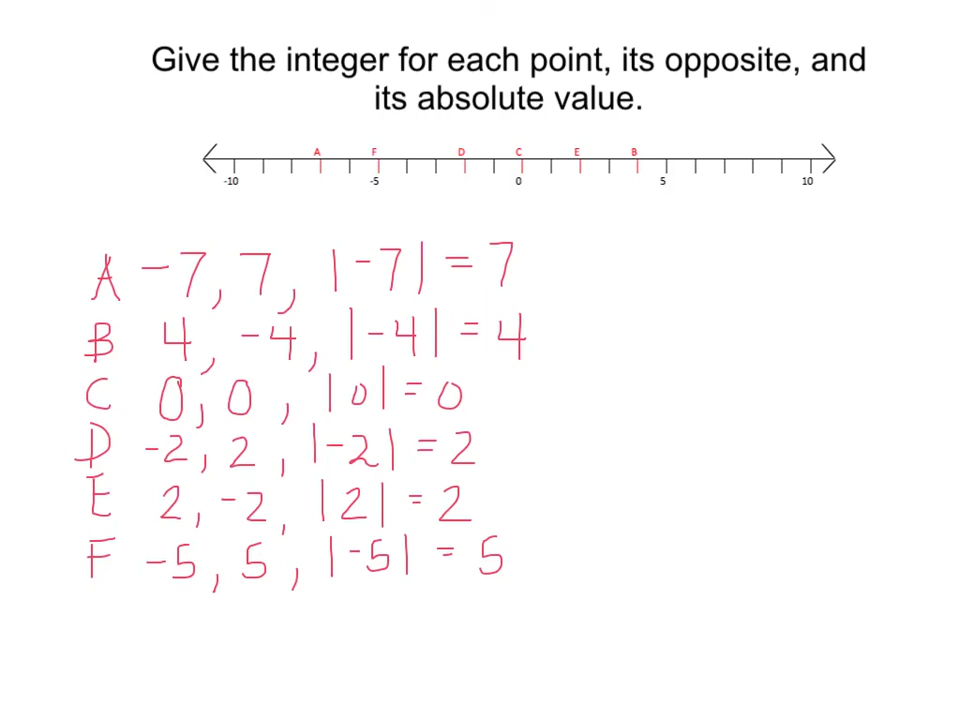 Give the integer for each point, its opposite, and
its absolute value.
A F D C E B
-10 -5 0 5 10
A -7, 7, |-7| = 7
B 4, -4, |-4| = 4
C 0, 0, |0| = 0
D -2, 2, |-2| = 2
E 2, -2, |2| = 2
F -5, 5, |-5| = 5